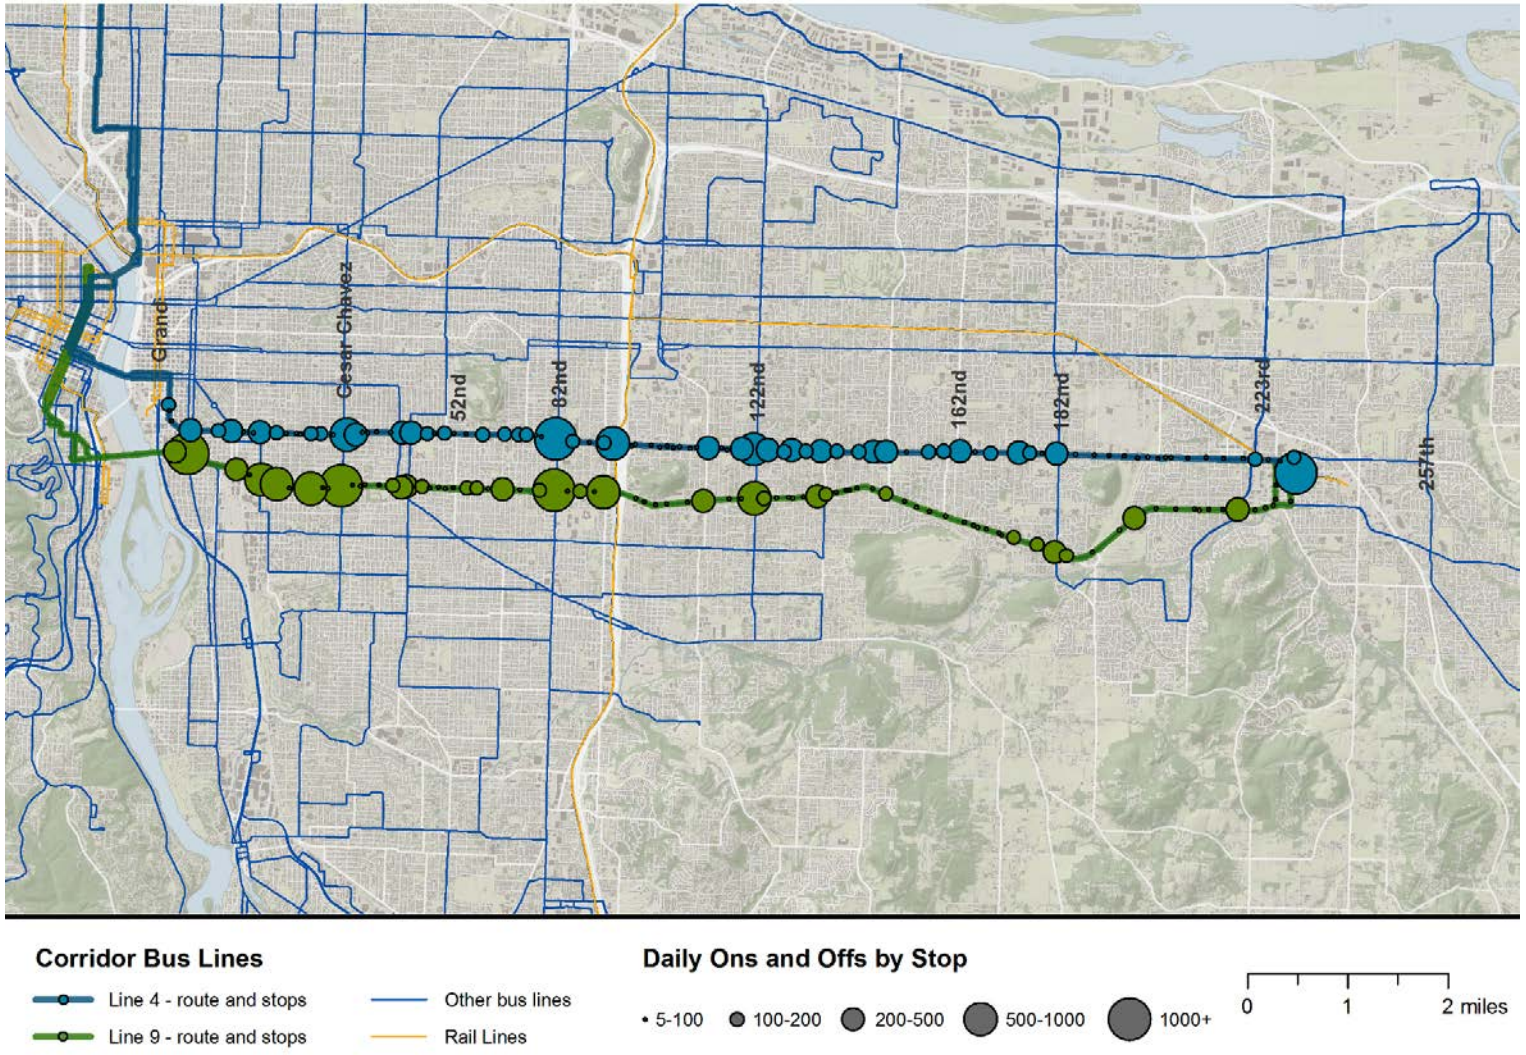 Grand
Cesar Chavez
52nd
82nd
122nd
162nd
182nd
223rd
257th
Corridor Bus Lines
Line 4 - route and stops
Line 9 - route and stops
Other bus lines
Rail Lines
Daily Ons and Offs by Stop
5-100
100-200
200-500
500-1000
1000+
0 1 2 miles